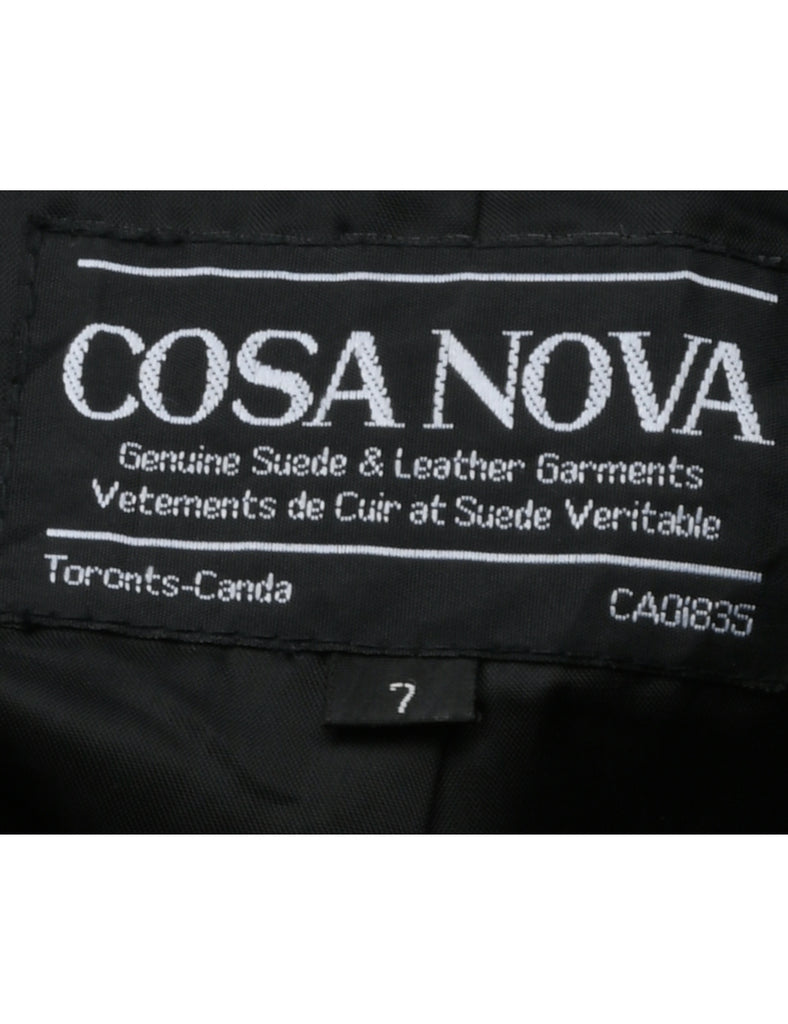 COSA NOVA
Genuine Suede & Leather Garments
Vetements de Cuir at Suede Veritable
Toronts-Canda
CA01835
7